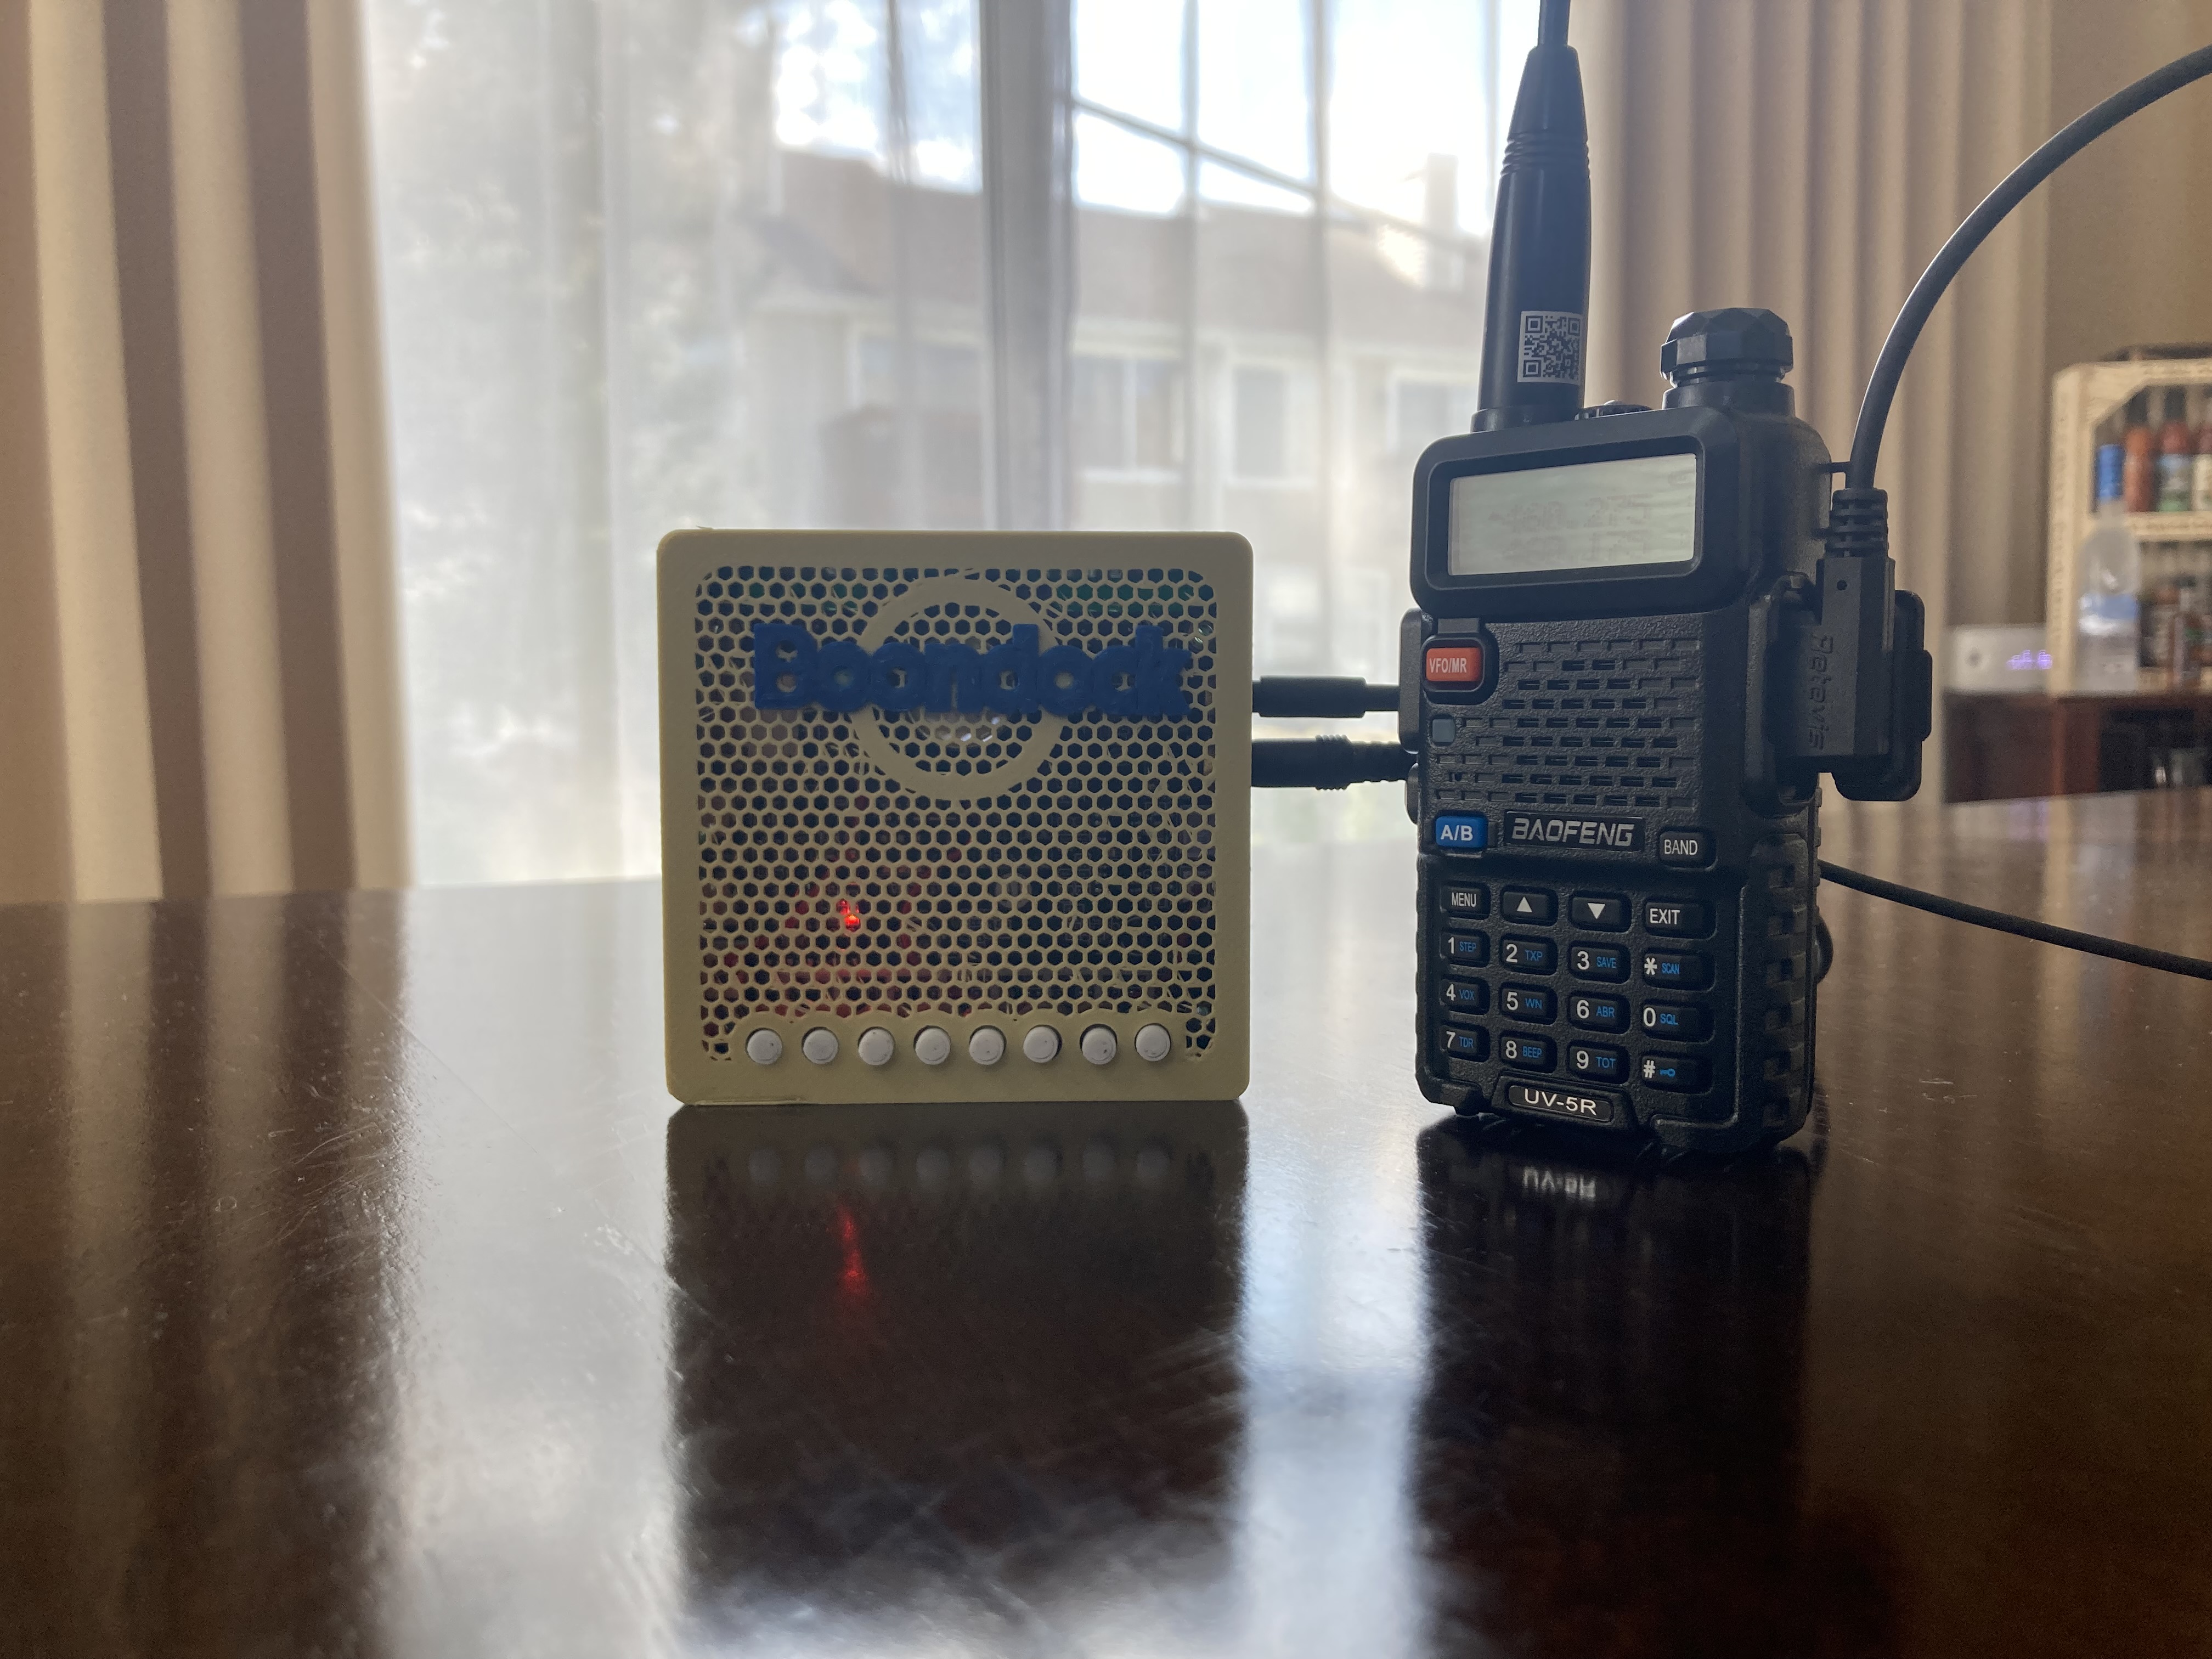 Boondock
Retevis
VFO/MR
A/B
BAOFENG
BAND
MENU
▲
▼
EXIT
1 STEP
2 TXP
3 SAVE
* SCAN
4 VOX
5 WN
6 ABR
0 SQL
7 TDR
8 BEEP
9 TOT
#
UV-5R